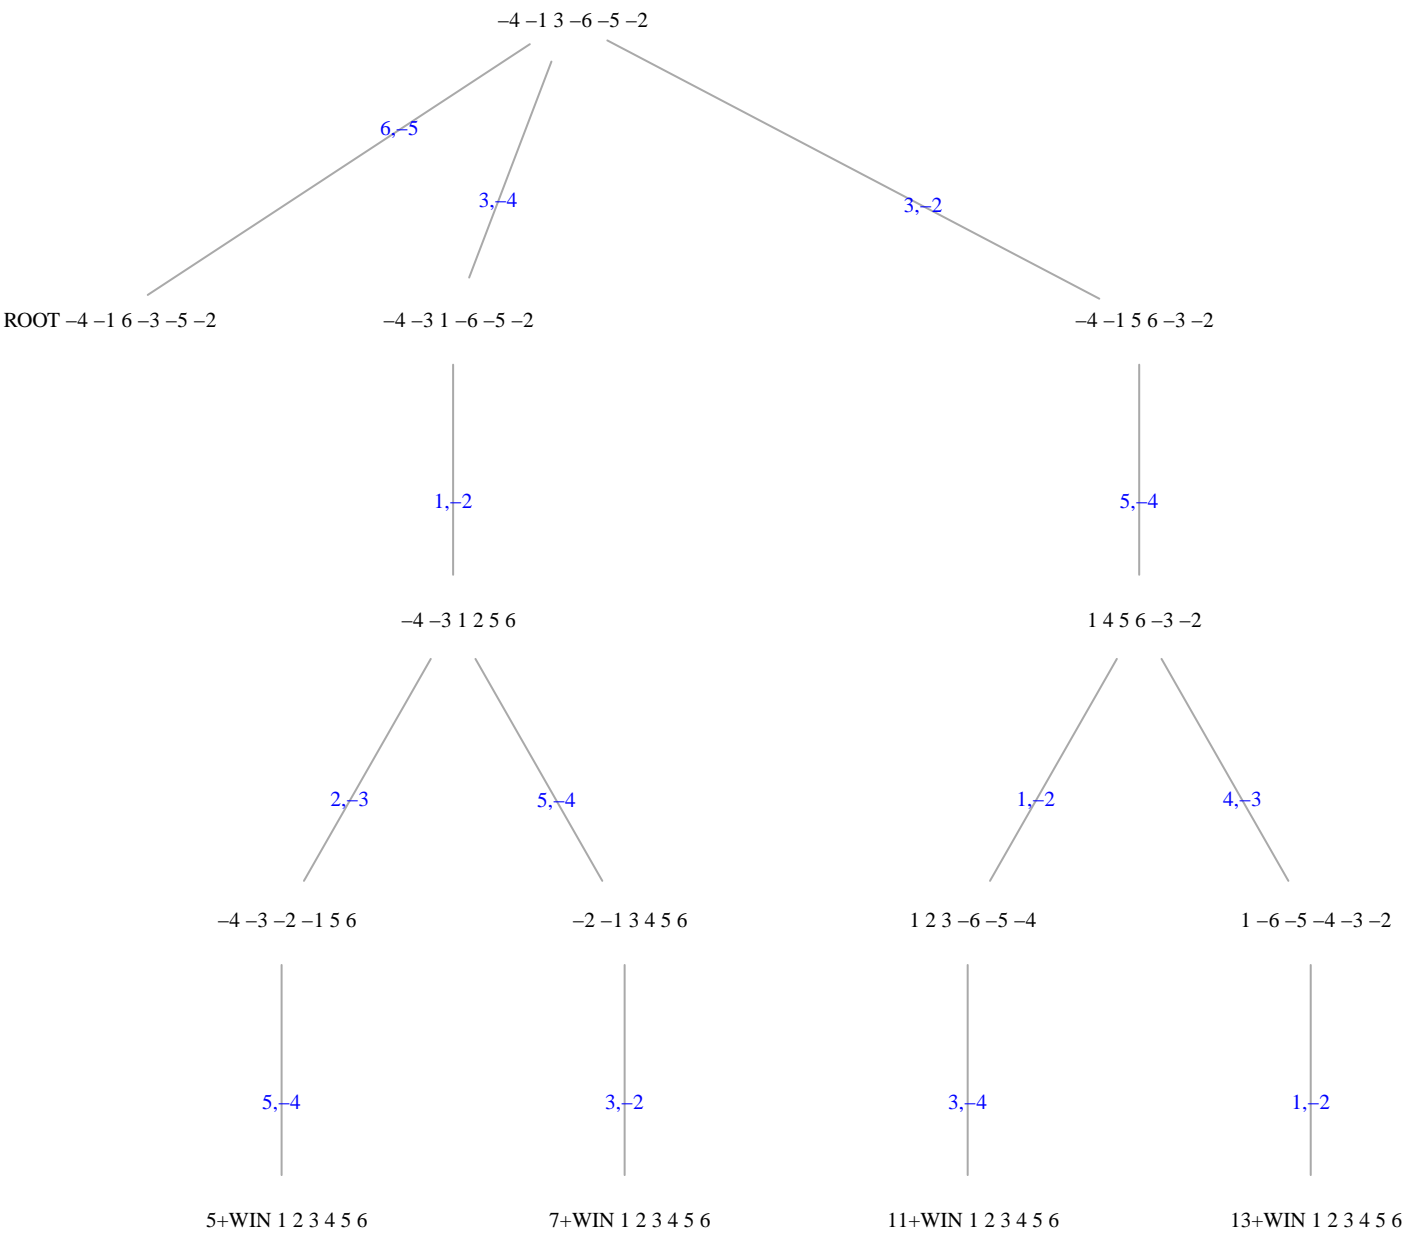 –4 –1 3 –6 –5 –2
6,–5
3,–4
3,–2
ROOT –4 –1 6 –3 –5 –2
–4 –3 1 –6 –5 –2
–4 –1 5 6 –3 –2
1,–2
5,–4
–4 –3 1 2 5 6
1 4 5 6 –3 –2
2,–3
5,–4
1,–2
4,–3
–4 –3 –2 –1 5 6
–2 –1 3 4 5 6
1 2 3 –6 –5 –4
1 –6 –5 –4 –3 –2
5,–4
3,–2
3,–4
1,–2
5+WIN 1 2 3 4 5 6
7+WIN 1 2 3 4 5 6
11+WIN 1 2 3 4 5 6
13+WIN 1 2 3 4 5 6